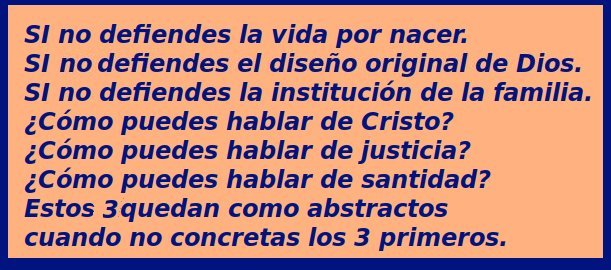 SI no defiendes la vida por nacer.
SI no defiendes el diseño original de Dios.
SI no defiendes la institución de la familia.
¿Cómo puedes hablar de Cristo?
¿Cómo puedes hablar de justicia?
¿Cómo puedes hablar de santidad?
Estos 3 quedan como abstractos
cuando no concretas los 3 primeros.